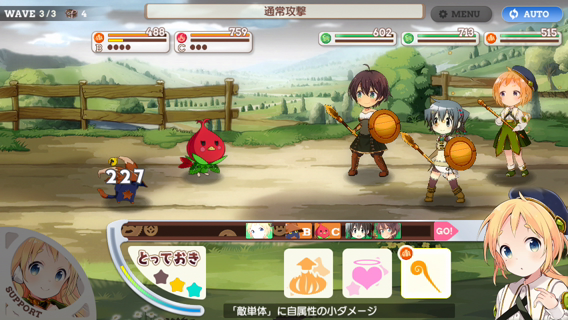 WAVE 3/3 4
通常攻撃
MENU
AUTO
488
B
759
C
602
713
515
227
B C GO!
とっておき
SUPPORT
「敵単体」に自属性の小ダメージ